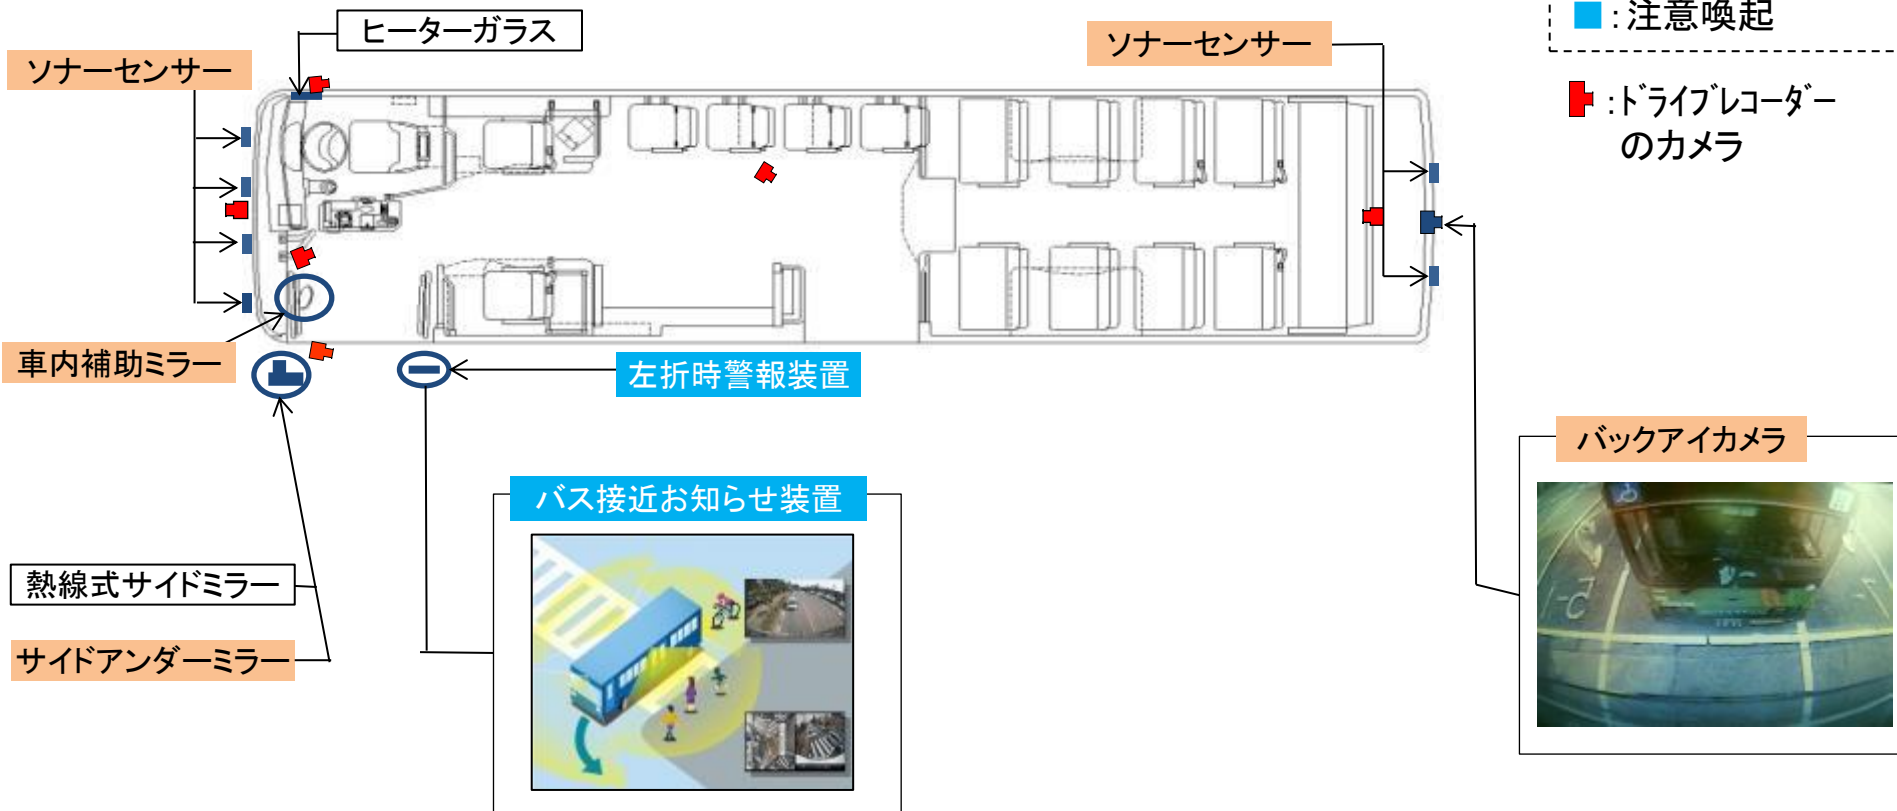 ヒーターガラス
ソナーセンサー
ソナーセンサー
■:注意喚起
:ドライブレコーダー
のカメラ
車内補助ミラー
左折時警報装置
バックアイカメラ
バス接近お知らせ装置
熱線式サイドミラー
サイドアンダーミラー